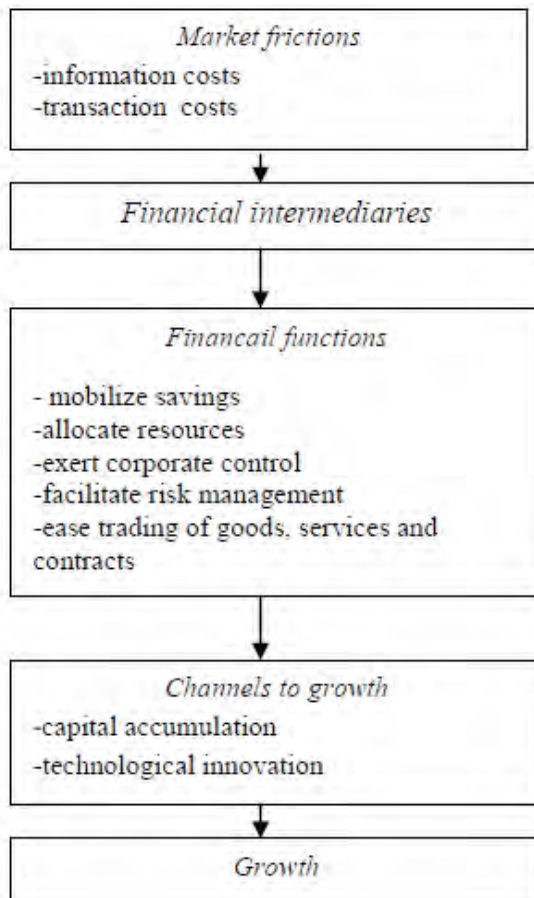 Market frictions
-information costs
-transaction costs
Financial intermediaries
Financail functions
- mobilize savings
-allocate resources
-exert corporate control
-facilitate risk management
-ease trading of goods, services and
contracts
Channels to growth
-capital accumulation
-technological innovation
Growth